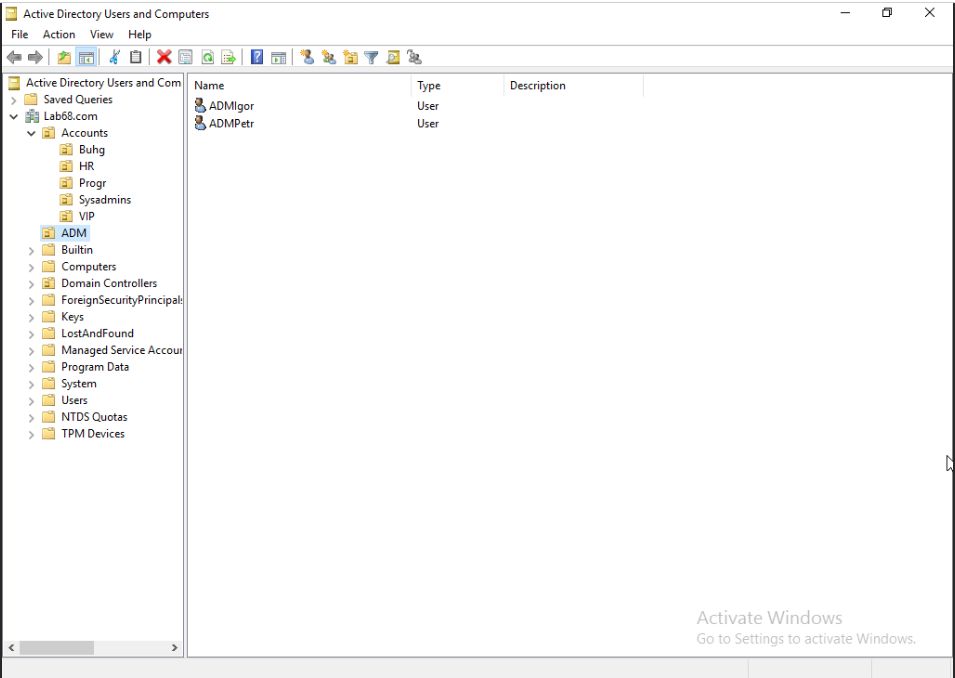 Active Directory Users and Computers
File Action View Help
Active Directory Users and Com
Saved Queries
Lab68.com
Accounts
Buhg
HR
Progr
Sysadmins
VIP
ADM
Builtin
Computers
Domain Controllers
ForeignSecurityPrincipals
Keys
LostAndFound
Managed Service Accour
Program Data
System
Users
NTDS Quotas
TPM Devices
Name Type Description
ADMIgor User
ADMPetr User
Activate Windows
Go to Settings to activate Windows.